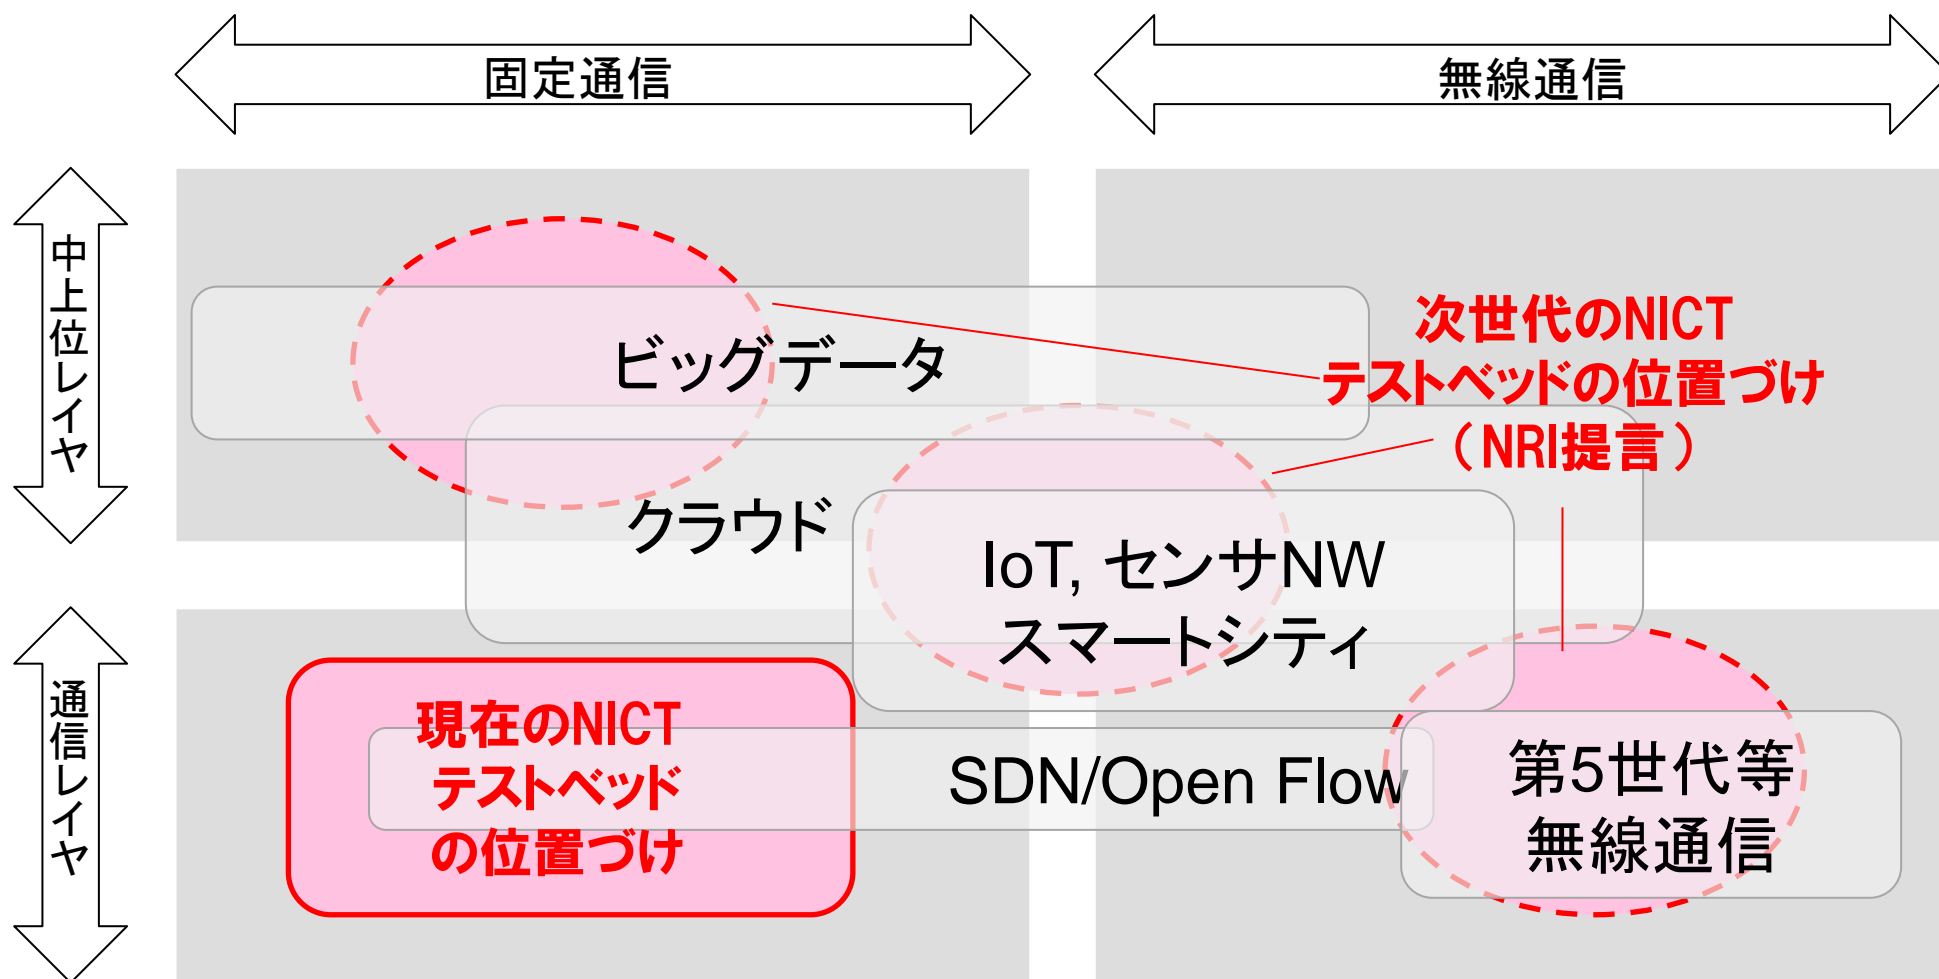 固定通信
無線通信
中上位レイヤ
ビッグデータ
次世代のNICT
テストベッドの位置づけ
（NRI提言）
クラウド
IoT, センサNW
スマートシティ
通信レイヤ
現在のNICT
テストベッド
の位置づけ
SDN/Open Flow
第5世代等
無線通信